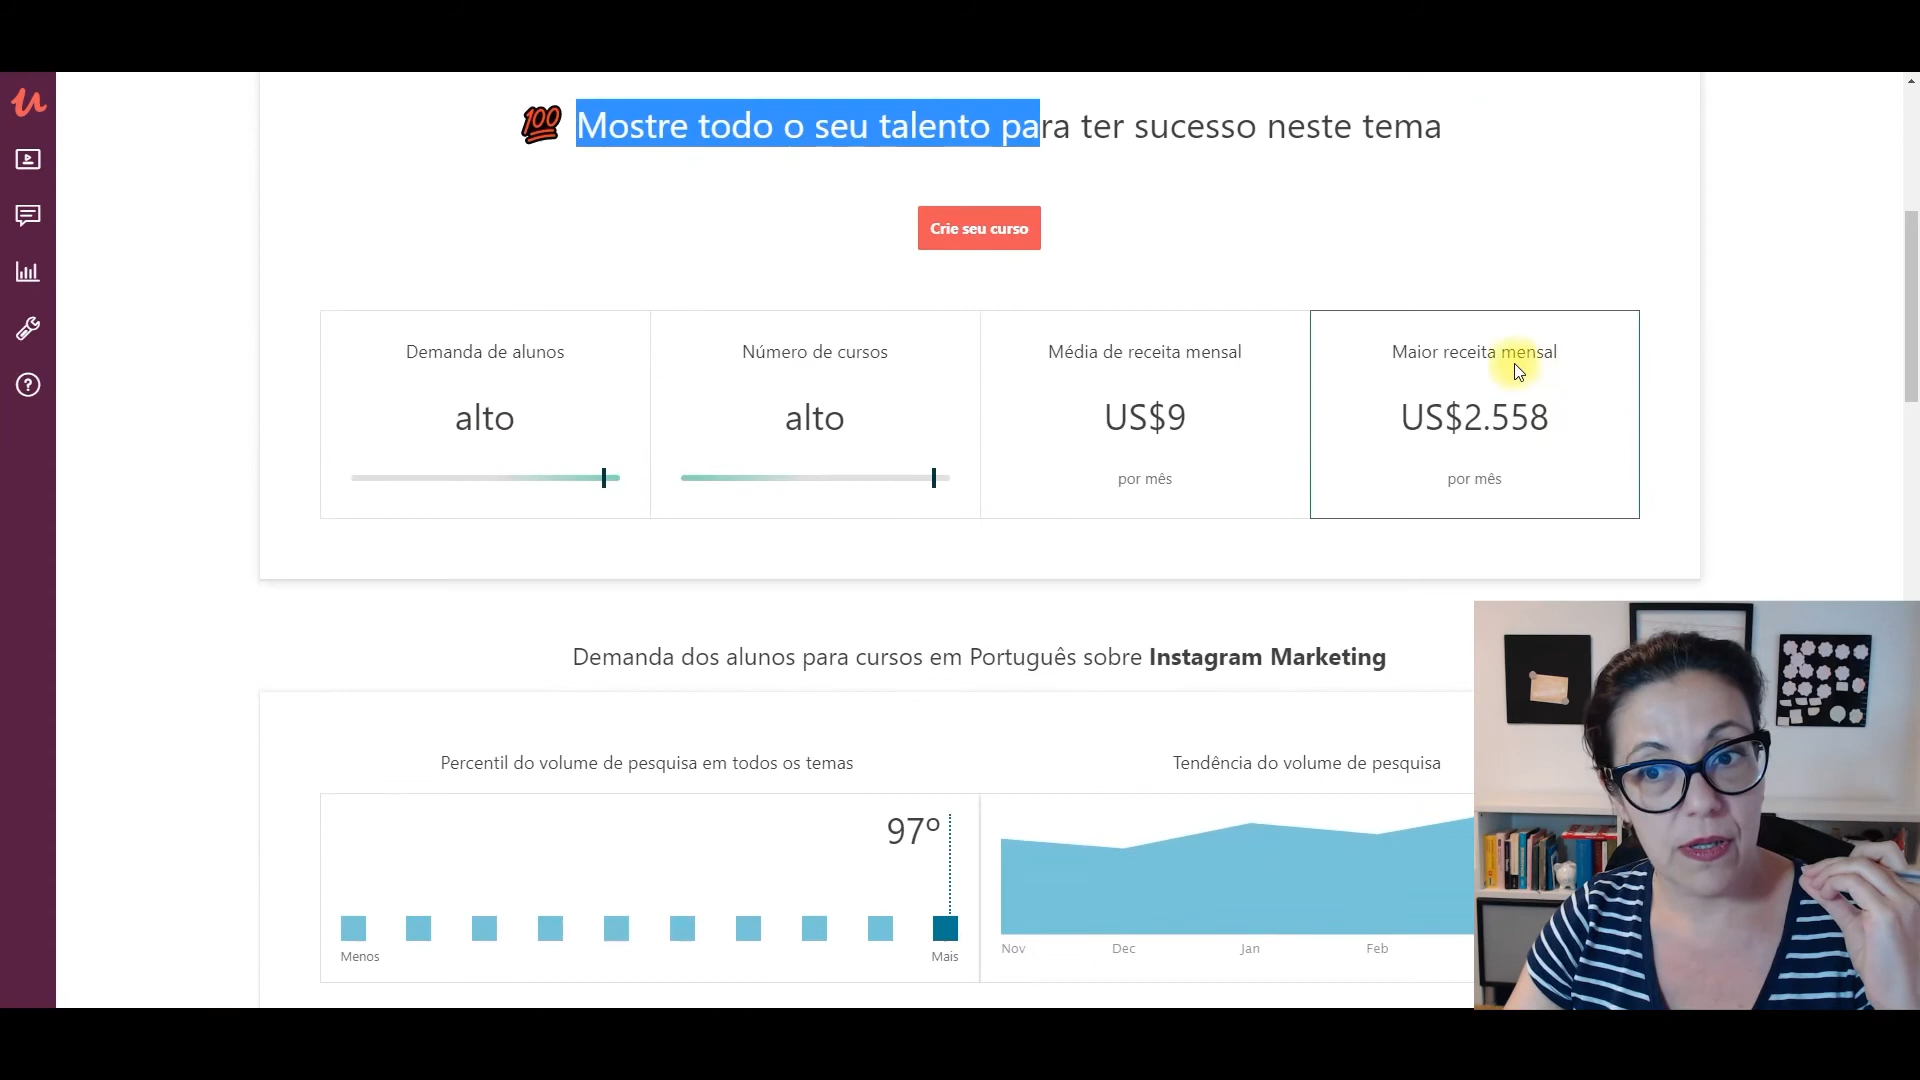 💯 Mostre todo o seu talento para ter sucesso neste tema
Crie seu curso
Demanda de alunos
alto
Número de cursos
alto
Média de receita mensal
US$9
por mês
Maior receita mensal
US$2.558
por mês
Demanda dos alunos para cursos em Português sobre Instagram Marketing
Percentil do volume de pesquisa em todos os temas
97º
Menos
Mais
Tendência do volume de pesquisa
Nov
Dec
Jan
Feb